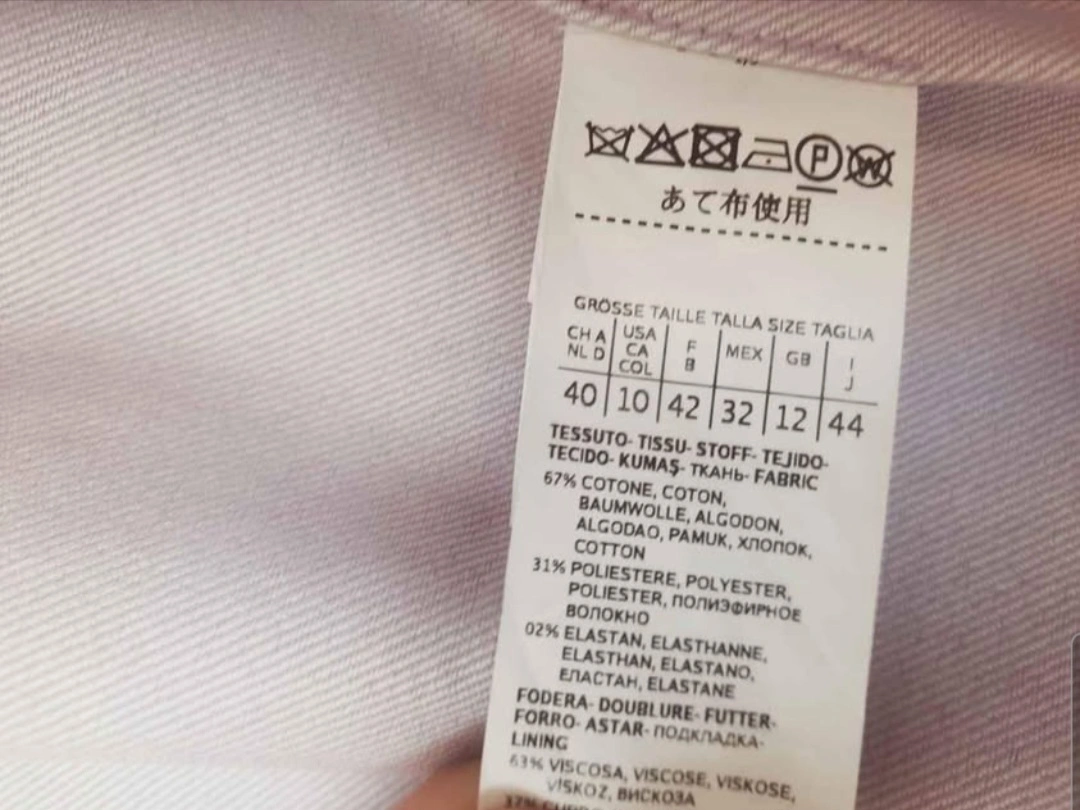 P W
あて布使用
GRÖSSE TAILLE TALLA SIZE TAGLIA
CH A NL D USA CA COL F B MEX GB I J
40 10 42 32 12 44
TESSUTO- TISSU- STOFF- TEJIDO-
TECIDO- KUMAŞ- ТКАНЬ- FABRIC
67% COTONE, COTON,
BAUMWOLLE, ALGODON,
ALGODAO, PAMUK, ХЛОПОК,
COTTON
31% POLIESTERE, POLYESTER,
POLIESTER, ПОЛИЭФИРНОЕ
ВОЛОКНО
02% ELASTAN, ELASTHANNE,
ELASTHAN, ELASTANO,
ЕЛАСТАН, ELASTANE
FODERA- DOUBLURE- FUTTER-
FORRO- ASTAR- ПОДКЛАДКА-
LINING
63% VISCOSA, VISCOSE, VISKOSE,
VİSKOZ, ВИСКОЗА